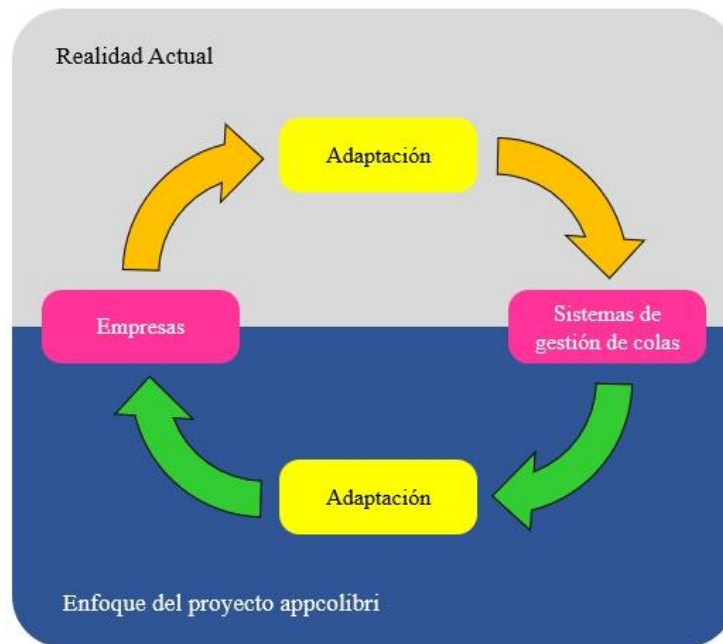 Realidad Actual
Adaptación
Empresas
Sistemas de
gestión de colas
Adaptación
Enfoque del proyecto appcolibri